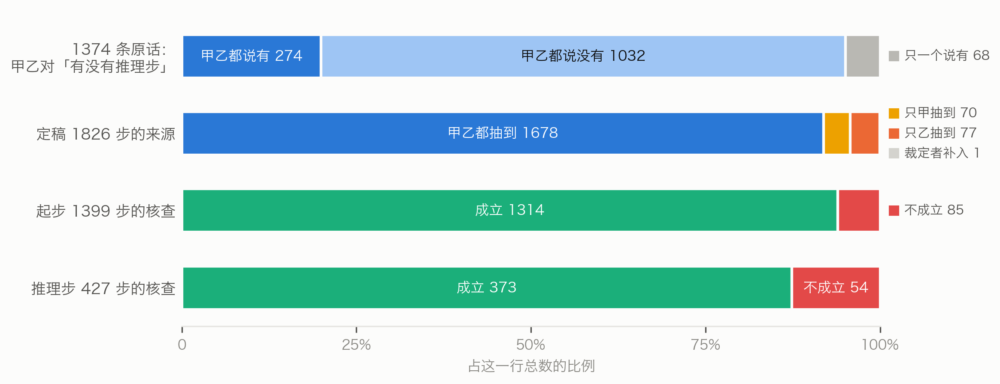 1374 条原话：
甲乙对「有没有推理步」
甲乙都说有 274
甲乙都说没有 1032
只一个说有 68
定稿 1826 步的来源
甲乙都抽到 1678
只甲抽到 70
只乙抽到 77
裁定者补入 1
起步 1399 步的核查
成立 1314
不成立 85
推理步 427 步的核查
成立 373
不成立 54
0
25%
50%
75%
100%
占这一行总数的比例